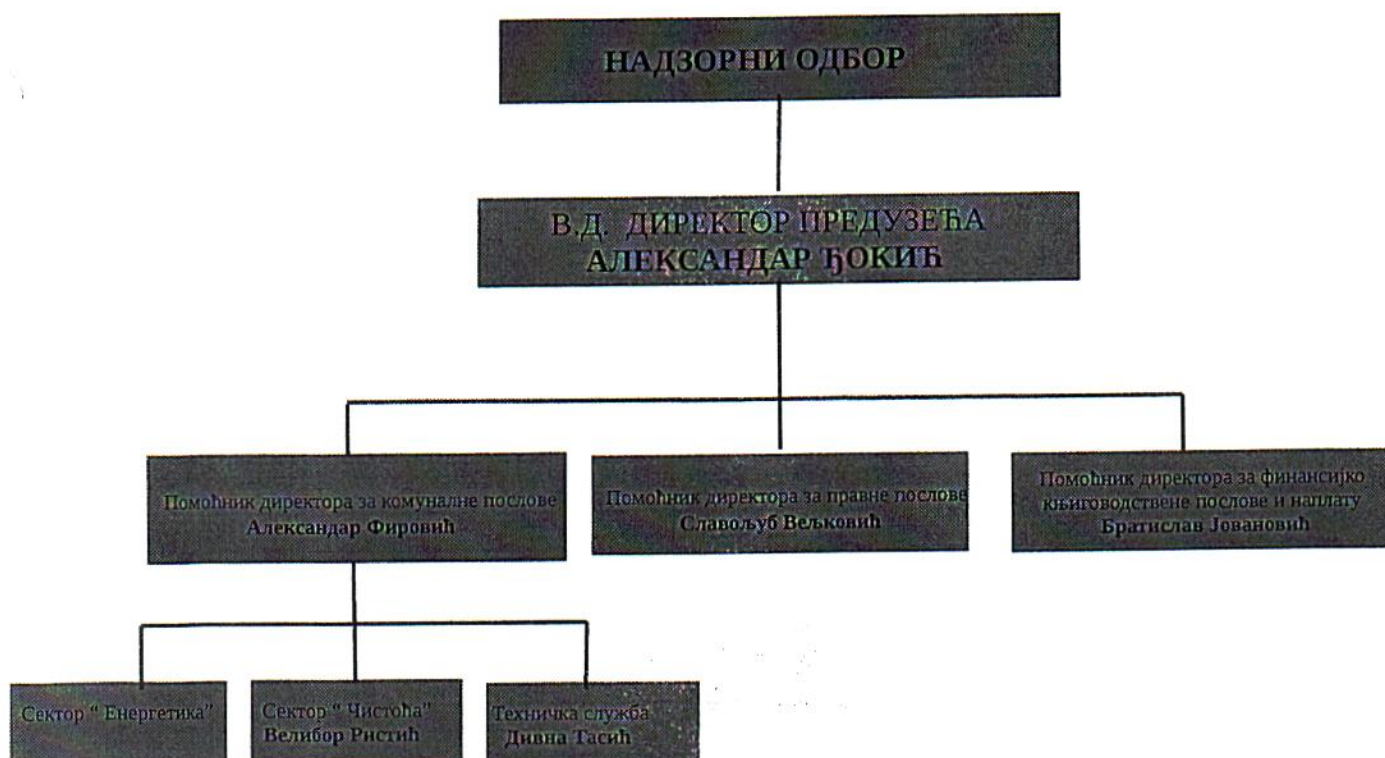 НАДЗОРНИ ОДБОР
В.Д. ДИРЕКТОР ПРЕДУЗЕЋА
АЛЕКСАНДАР ЂОКИЋ
Помоћник директора за комуналне послове
Александар Фировић
Помоћник директора за правне послове
Славољуб Вељковић
Помоћник директора за финансијко
књиговодствене послове и наплату
Братислав Јовановић
Сектор “ Енергетика”
Сектор “ Чистоћа”
Велибор Ристић
Техничка служба
Дивна Тасић